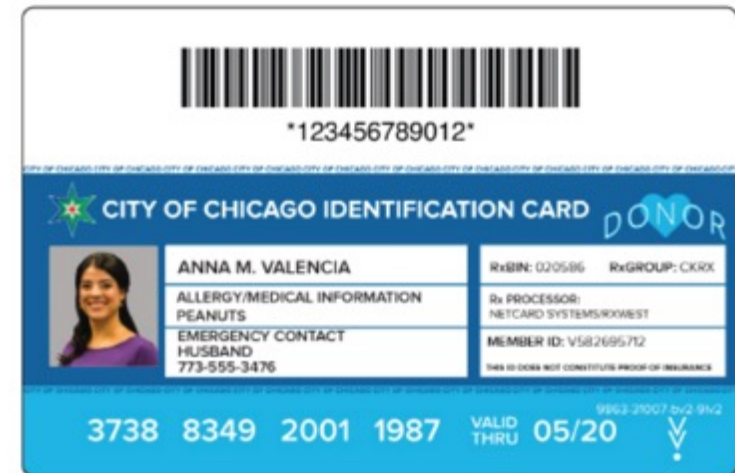 *123456789012*
CITY OF CHICAGO IDENTIFICATION CARD
DONOR
ANNA M. VALENCIA
ALLERGY/MEDICAL INFORMATION
PEANUTS
EMERGENCY CONTACT
HUSBAND
773-555-3476
RxBIN: 020586 RxGROUP: CKRX
Rx PROCESSOR:
NETCARD SYSTEMS/RXWEST
MEMBER ID: V582695712
THIS ID DOES NOT CONSTITUTE PROOF OF INSURANCE
3738 8349 2001 1987
VALID
THRU 05/20